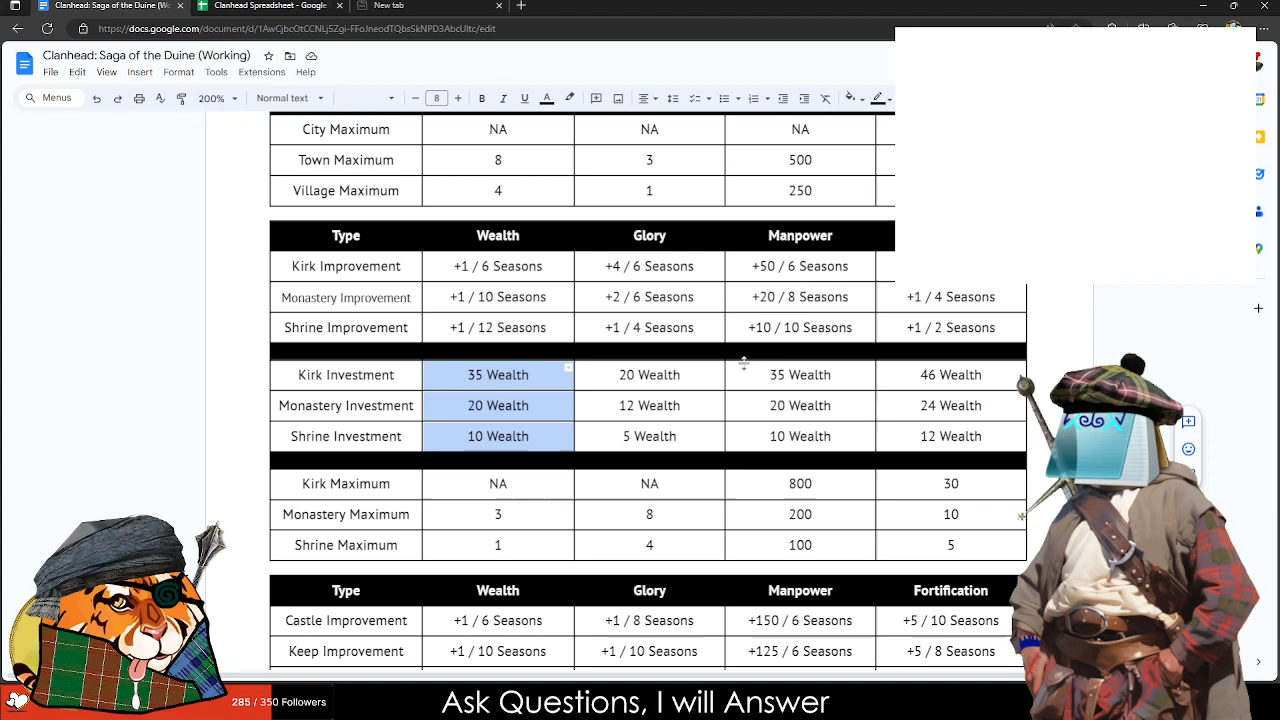 Clanhead: Saga of the Duine [Wo
Clanhead Spreadsheet - Google S
New tab
https://docs.google.com/document/d/1AwCjbcOtCCNLj5Zgi-FFoJneodTQbsSkNPD3AbcUltc/edit
Clanhead: Saga of the Duine (Working)
File Edit View Insert Format Tools Extensions Help
Menus 200% Normal text 8
City Maximum NA NA NA
Town Maximum 8 3 500
Village Maximum 4 1 250
Type Wealth Glory Manpower
Kirk Improvement +1 / 6 Seasons +4 / 6 Seasons +50 / 6 Seasons
Monastery Improvement +1 / 10 Seasons +2 / 6 Seasons +20 / 8 Seasons +1 / 4 Seasons
Shrine Improvement +1 / 12 Seasons +1 / 4 Seasons +10 / 10 Seasons +1 / 2 Seasons
Kirk Investment 35 Wealth 20 Wealth 35 Wealth 46 Wealth
Monastery Investment 20 Wealth 12 Wealth 20 Wealth 24 Wealth
Shrine Investment 10 Wealth 5 Wealth 10 Wealth 12 Wealth
Kirk Maximum NA NA 800 30
Monastery Maximum 3 8 200 10
Shrine Maximum 1 4 100 5
Type Wealth Glory Manpower Fortification
Castle Improvement +1 / 6 Seasons +1 / 8 Seasons +150 / 6 Seasons +5 / 10 Seasons
Keep Improvement +1 / 10 Seasons +1 / 10 Seasons +125 / 6 Seasons +5 / 8 Seasons
285 / 350 Followers
Ask Questions, I will Answer